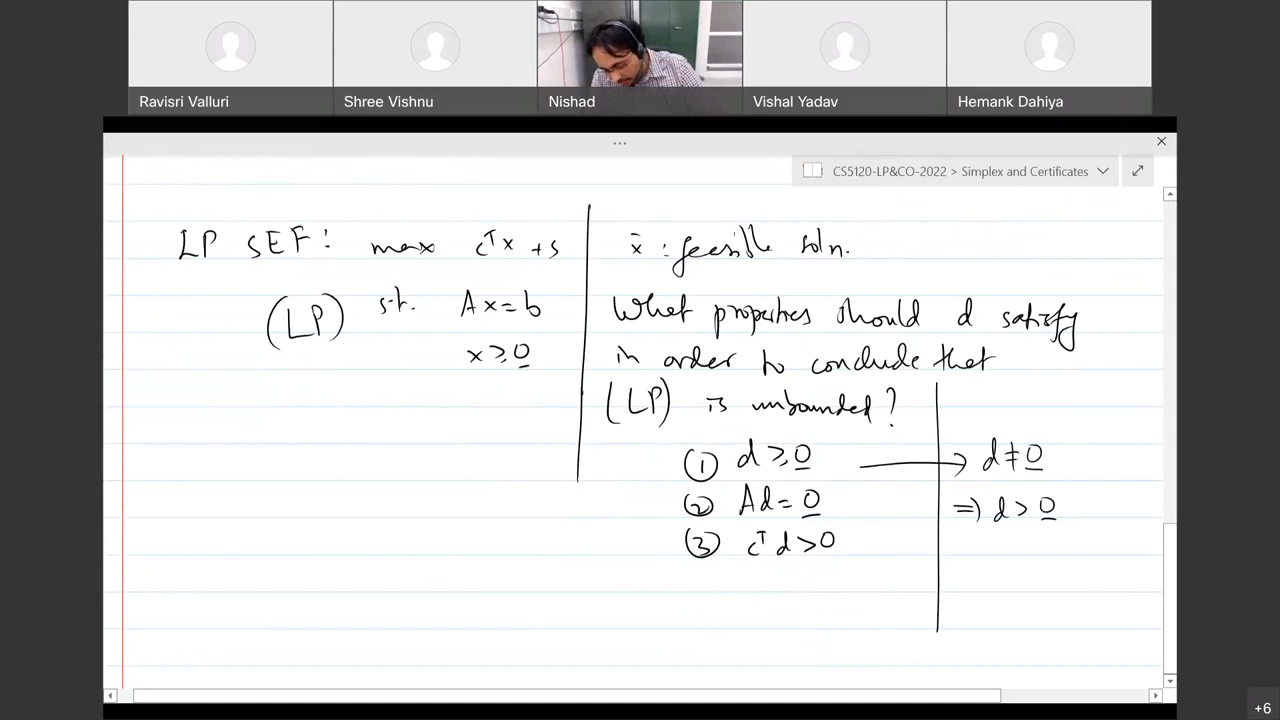 Ravisri Valluri
Shree Vishnu
Nishad
Vishal Yadav
Hemank Dahiya
...
CS5120-LP&CO-2022 > Simplex and Certificates
LP SEF: max cᵀx + s
(LP) s.t. Ax = b
x ≥ 0
x̄ : feasible soln.
What properties should d satisfy
in order to conclude that
(LP) is unbounded?
① d ≥ 0 → d ≠ 0
② Ad = 0 ⇒ d > 0
③ cᵀd > 0
+6